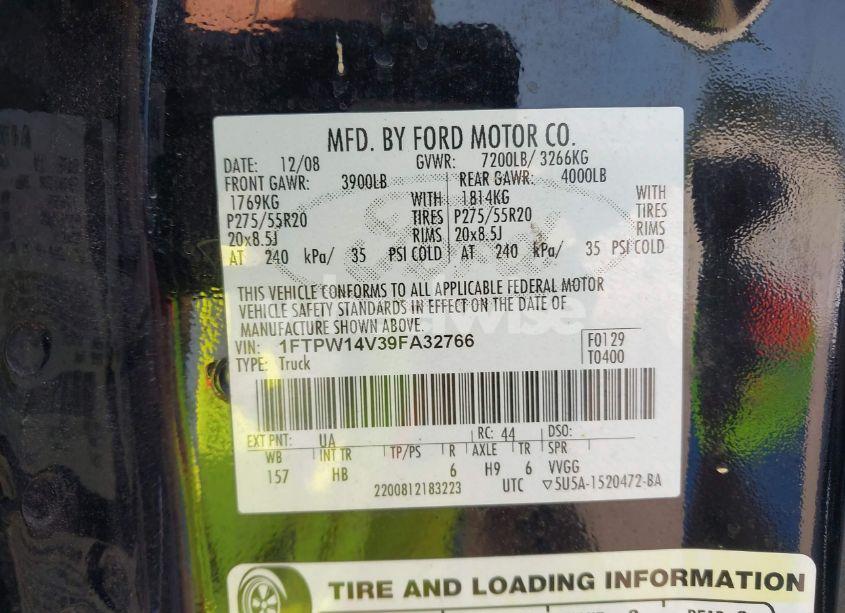 MFD. BY FORD MOTOR CO.
DATE: 12/08 GVWR: 7200LB/ 3266KG
FRONT GAWR: 3900LB REAR GAWR: 4000LB
1769KG WITH 1814KG WITH
P275/55R20 TIRES P275/55R20 TIRES
20x8.5J RIMS 20x8.5J RIMS
AT 240 kPa/ 35 PSI COLD AT 240 kPa/ 35 PSI COLD
THIS VEHICLE CONFORMS TO ALL APPLICABLE FEDERAL MOTOR
VEHICLE SAFETY STANDARDS IN EFFECT ON THE DATE OF
MANUFACTURE SHOWN ABOVE.
VIN: 1FTPW14V39FA32766 F0129
TYPE: Truck T0400
EXT PNT: UA RC: 44 DSO:
WB INT TR TP/PS R AXLE TR SPR
157 HB 6 H9 6 VVGG
2200812183223 UTC ▽5U5A-1520472-BA
TIRE AND LOADING INFORMATION